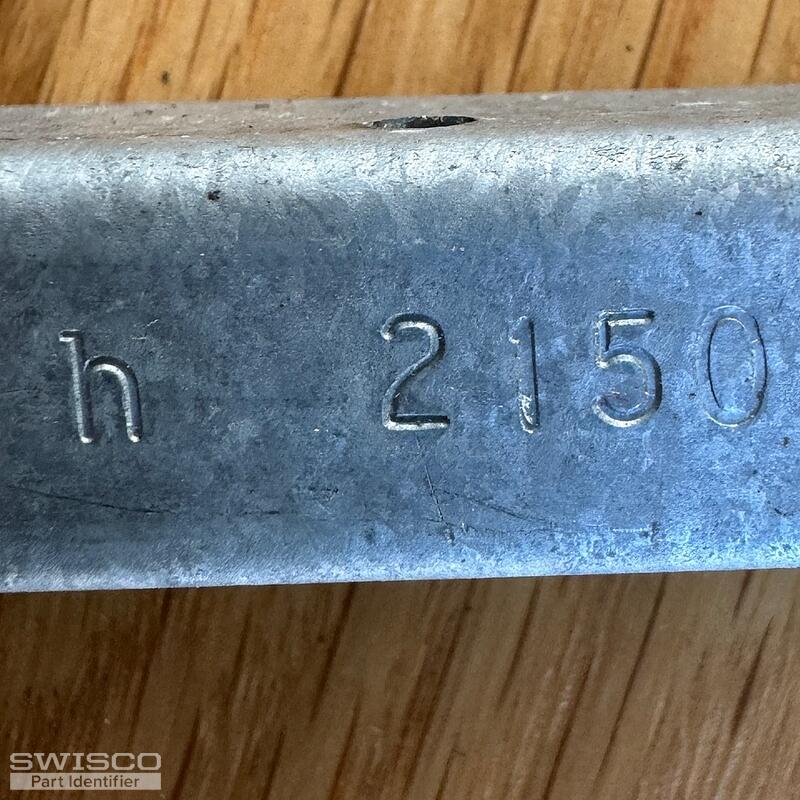 h 2150
SWISCO
Part Identifier